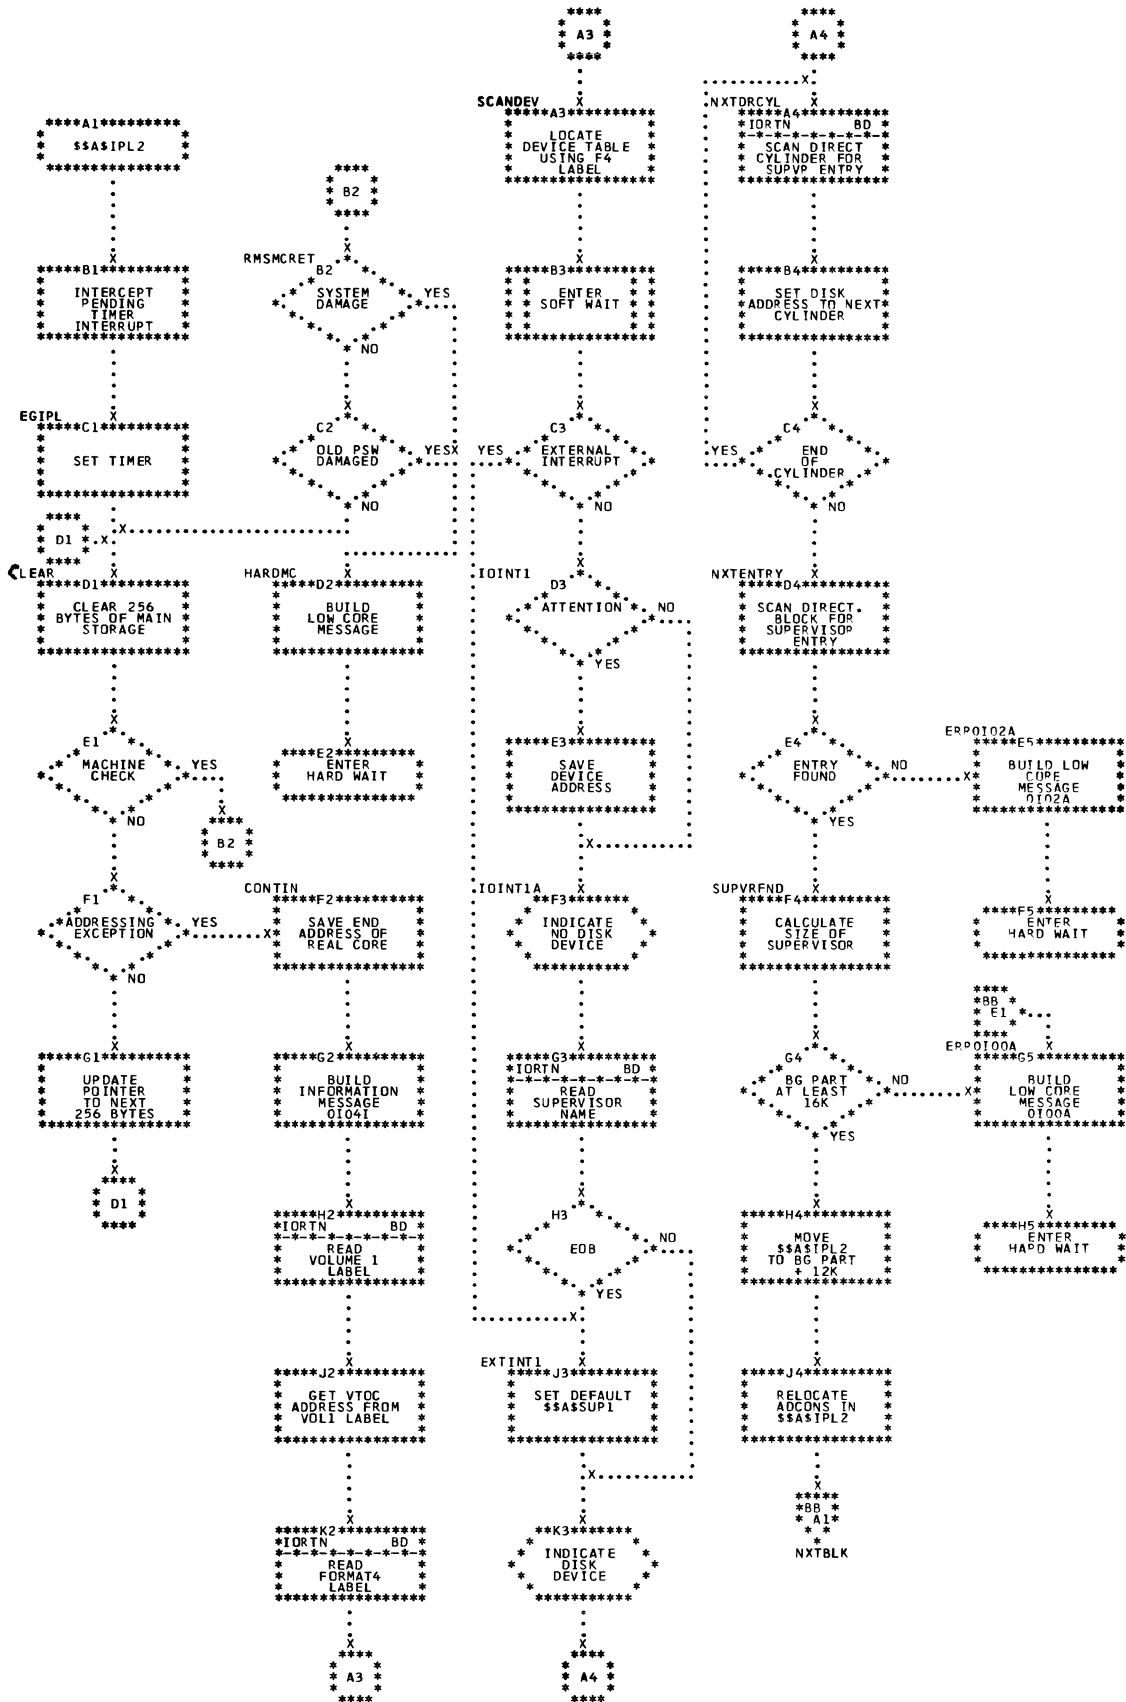 A1
$$A$IPL2
B1
INTERCEPT
PENDING
TIMER
INTERRUPT
EGIPL
C1
SET TIMER
D1
CLEAR
D1
CLEAR 256
BYTES OF MAIN
STORAGE
E1
MACHINE
CHECK
YES
NO
B2
F1
ADDRESSING
EXCEPTION
YES
NO
G1
UPDATE
POINTER
TO NEXT
256 BYTES
D1
B2
RMSMCRET
B2
SYSTEM
DAMAGE
YES
NO
C2
OLD PSW
DAMAGED
YES
NO
HARDMC
D2
BUILD
LOW CORE
MESSAGE
E2
ENTER
HARD WAIT
CONTIN
F2
SAVE END
ADDRESS OF
REAL CORE
G2
BUILD
INFORMATION
MESSAGE
0I04I
H2
IORTN BD
READ
VOLUME 1
LABEL
J2
GET VTOC
ADDRESS FROM
VOL1 LABEL
K2
IORTN BD
READ
FORMAT4
LABEL
A3
A3
SCANDEV
A3
LOCATE
DEVICE TABLE
USING F4
LABEL
B3
ENTER
SOFT WAIT
C3
YES
EXTERNAL
INTERRUPT
NO
IOINT1
D3
ATTENTION
NO
YES
E3
SAVE
DEVICE
ADDRESS
IOINT1A
F3
INDICATE
NO DISK
DEVICE
G3
IORTN BD
READ
SUPERVISOR
NAME
H3
EOB
NO
YES
EXTINT1
J3
SET DEFAULT
$$A$SUP1
K3
INDICATE
DISK
DEVICE
A4
A4
NXTDRCYL
A4
IORTN BD
SCAN DIRECT
CYLINDER FOR
SUPVR ENTRY
B4
SET DISK
ADDRESS TO NEXT
CYLINDER
C4
YES
END
OF
CYLINDER
NO
NXTENTRY
D4
SCAN DIRECT.
BLOCK FOR
SUPERVISOR
ENTRY
E4
ENTRY
FOUND
NO
YES
SUPVRFND
F4
CALCULATE
SIZE OF
SUPERVISOR
G4
BG PART
AT LEAST
16K
NO
YES
H4
MOVE
$$A$IPL2
TO BG PART
+ 12K
J4
RELOCATE
ADCONS IN
$$A$IPL2
BB
A1
NXTBLK
ERR0I02A
E5
BUILD LOW
CORE
MESSAGE
0I02A
F5
ENTER
HARD WAIT
BB
E1
ERR0I00A
G5
BUILD
LOW CORE
MESSAGE
0I00A
H5
ENTER
HARD WAIT